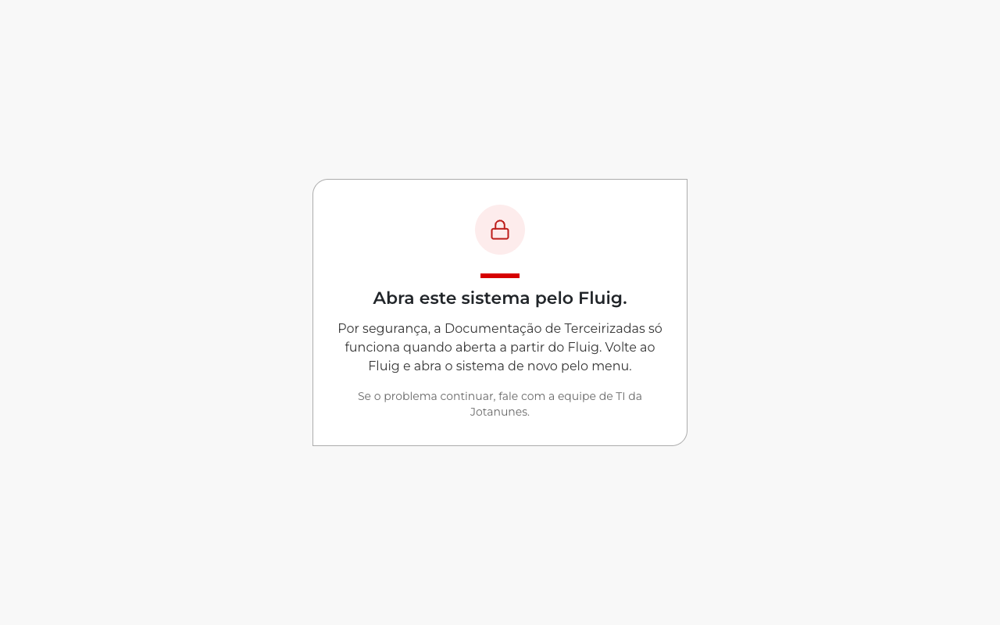 Abra este sistema pelo Fluig.
Por segurança, a Documentação de Terceirizadas só
funciona quando aberta a partir do Fluig. Volte ao
Fluig e abra o sistema de novo pelo menu.
Se o problema continuar, fale com a equipe de TI da
Jotanunes.